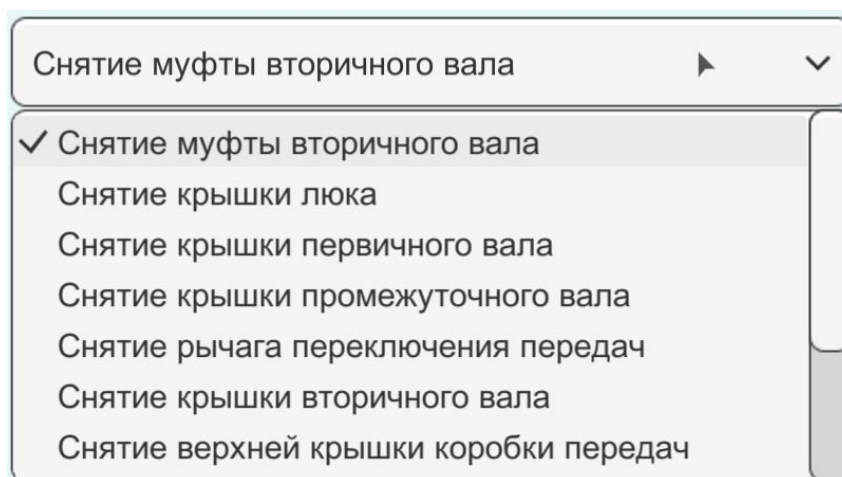 Снятие муфты вторичного вала
Снятие муфты вторичного вала
Снятие крышки люка
Снятие крышки первичного вала
Снятие крышки промежуточного вала
Снятие рычага переключения передач
Снятие крышки вторичного вала
Снятие верхней крышки коробки передач